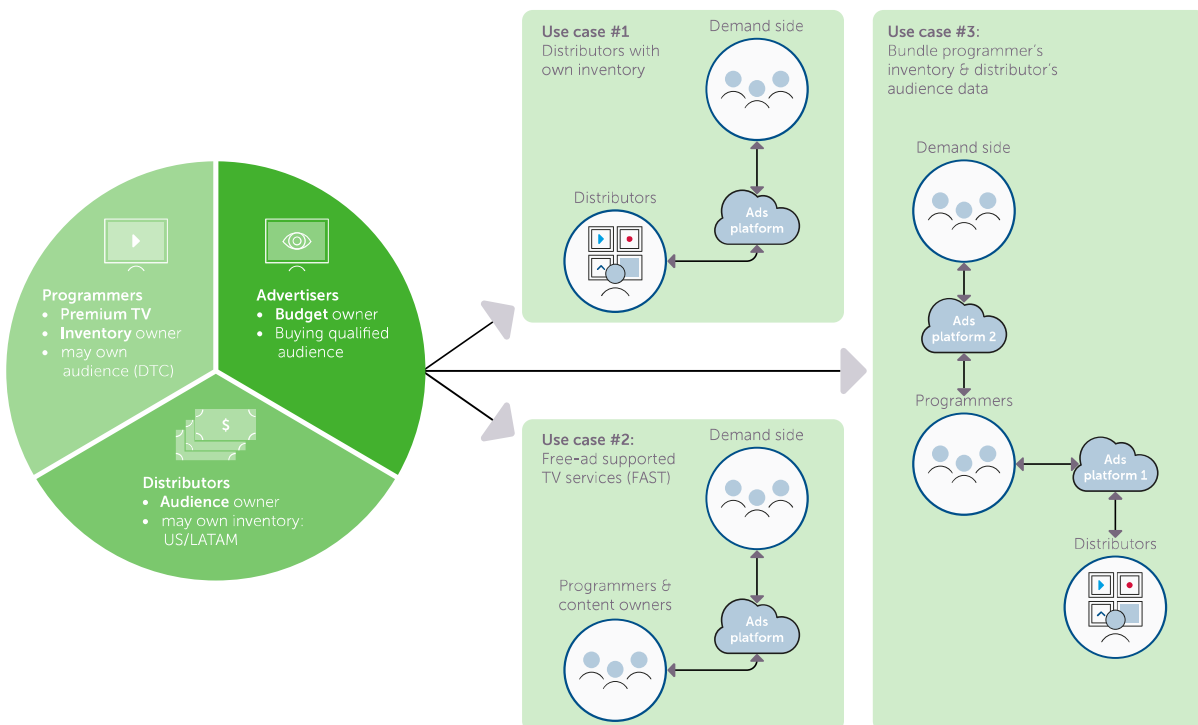 Programmers
• Premium TV
• Inventory owner
• may own
audience (DTC)
Advertisers
• Budget owner
• Buying qualified
audience
$
Distributors
• Audience owner
• may own inventory:
US/LATAM
Use case #1
Distributors with
own inventory
Demand side
Distributors
Ads
platform
Use case #2:
Free-ad supported
TV services (FAST)
Demand side
Programmers &
content owners
Ads
platform
Use case #3:
Bundle programmer's
inventory & distributor's
audience data
Demand side
Ads
platform 2
Programmers
Ads
platform 1
Distributors